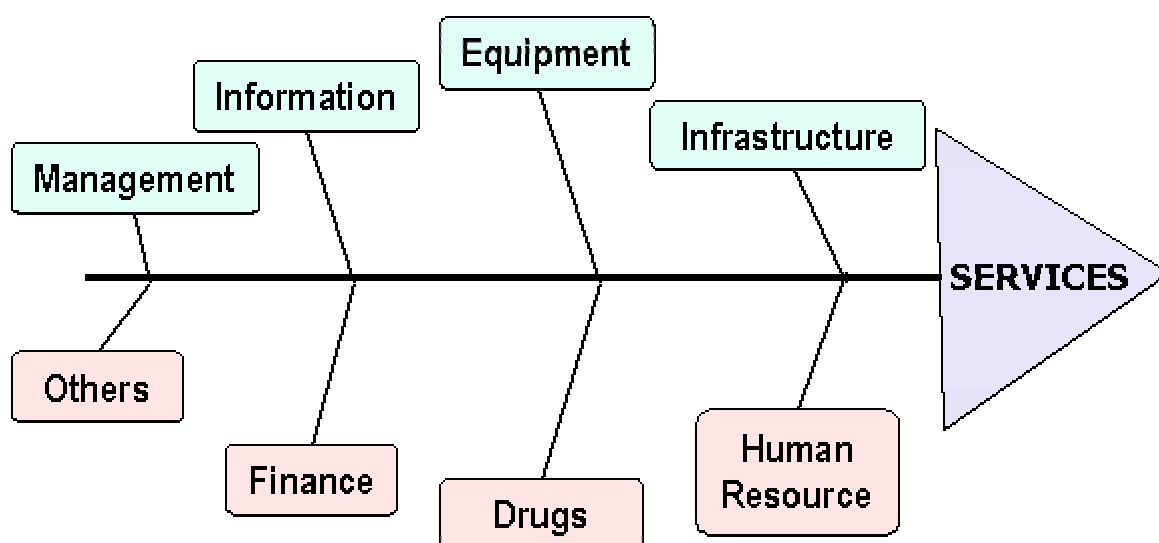 Equipment
Information
Infrastructure
Management
SERVICES
Others
Finance
Drugs
Human
Resource